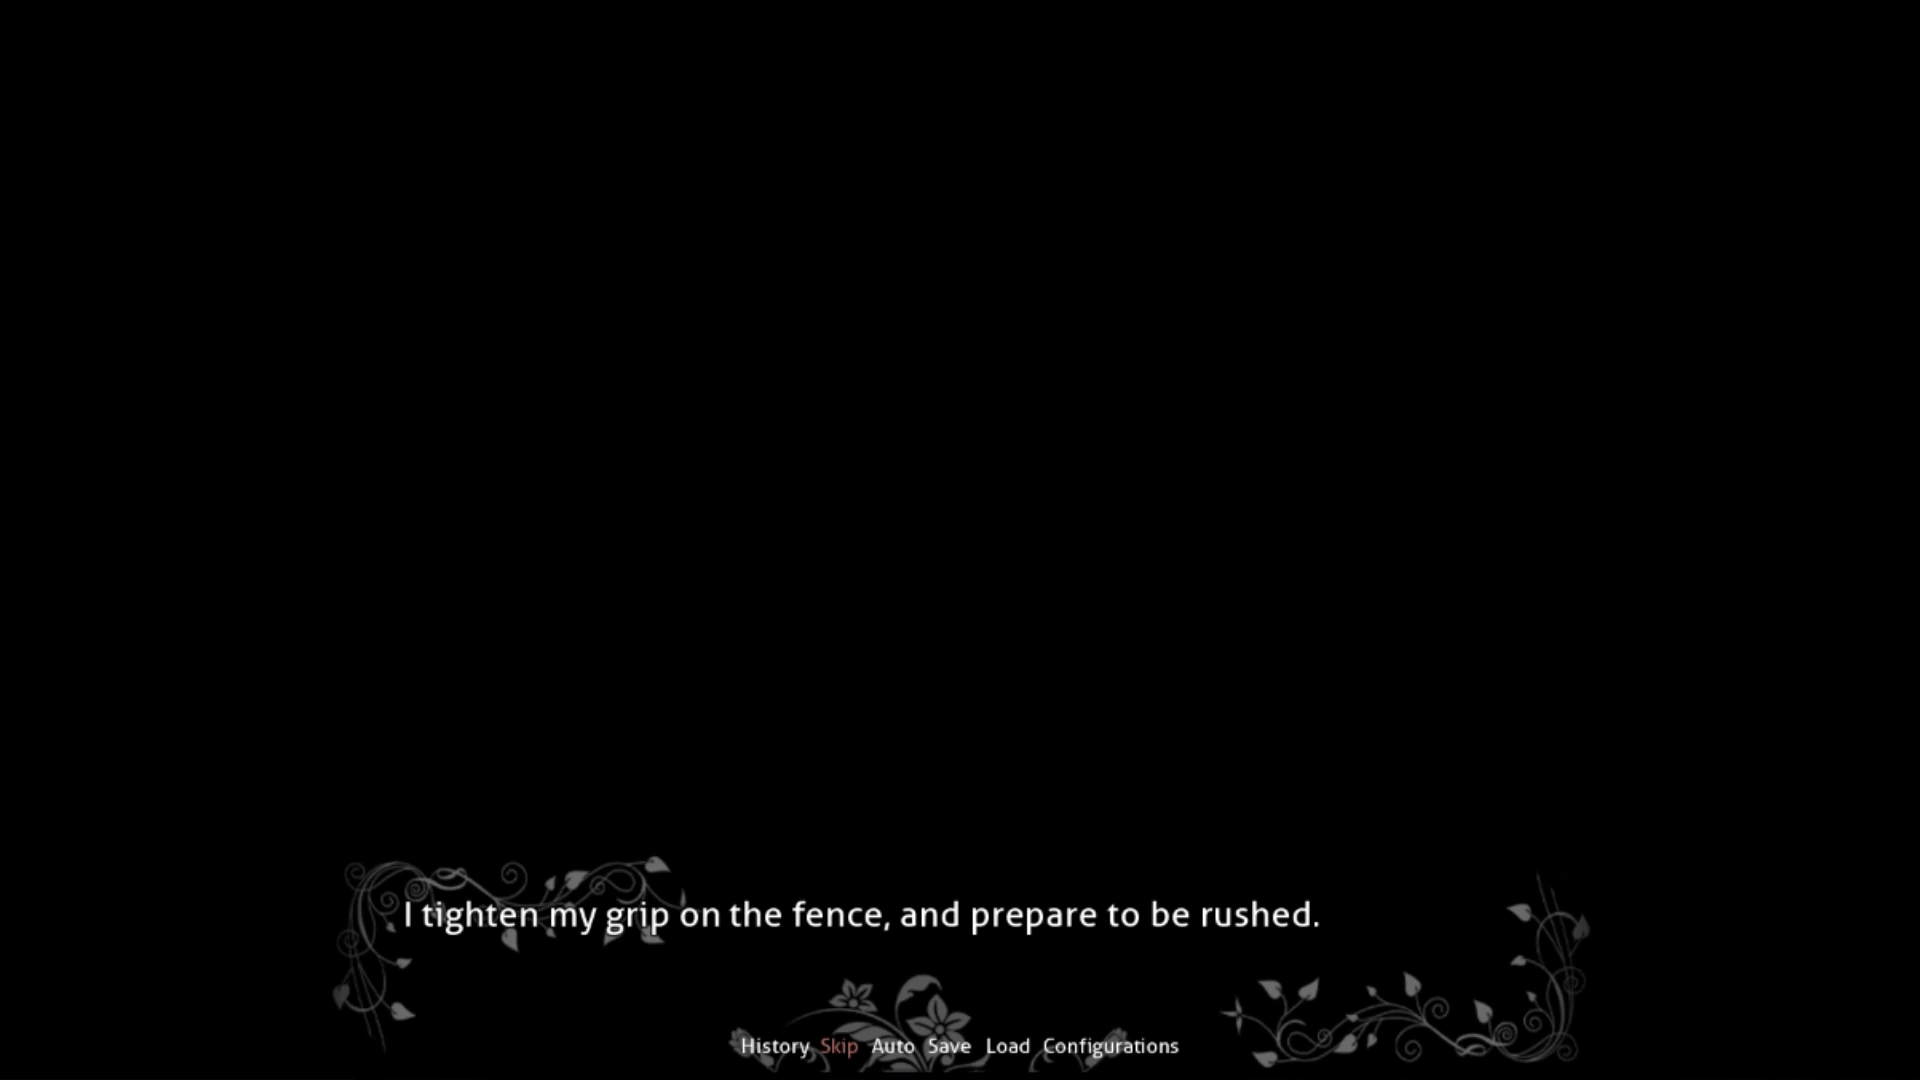 I tighten my grip on the fence, and prepare to be rushed.
History Skip Auto Save Load Configurations